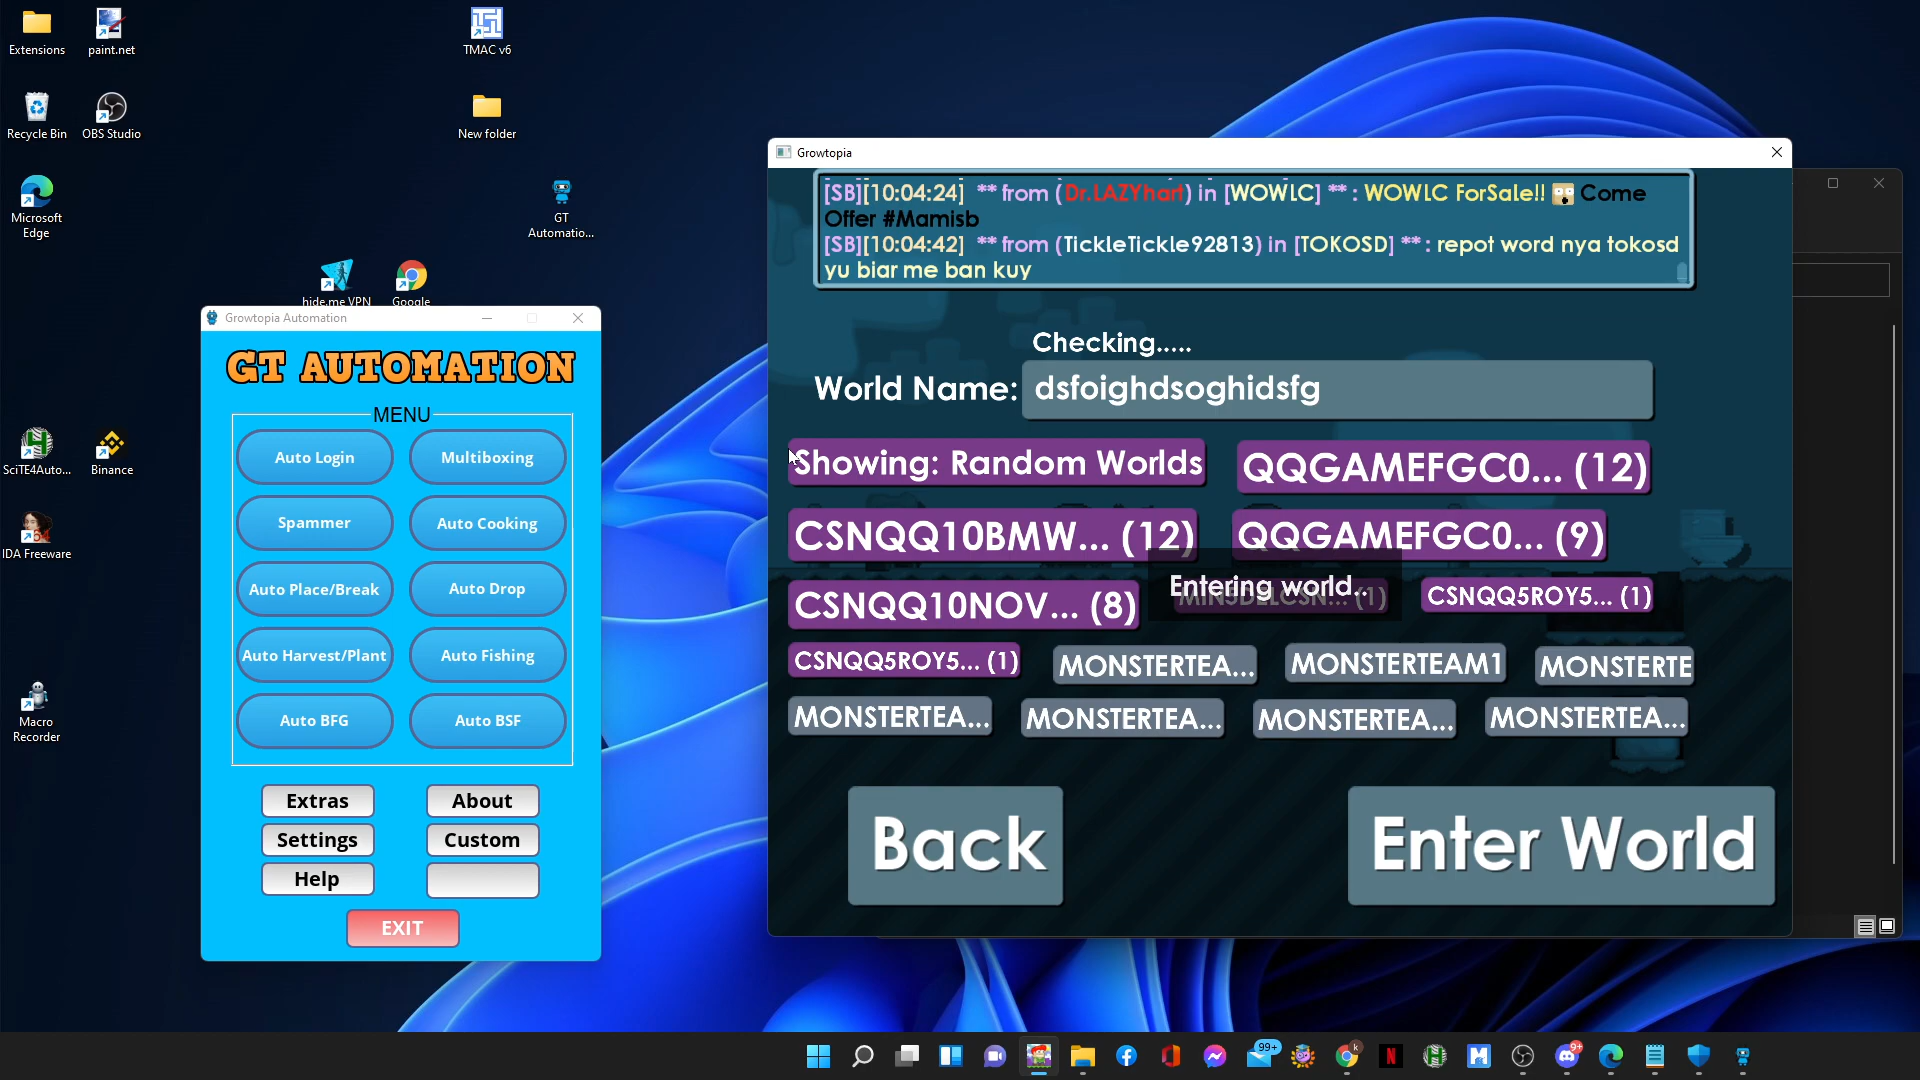 Extensions
paint.net
TMAC v6
Recycle Bin
OBS Studio
New folder
Microsoft
Edge
GT
Automatio...
hide.me VPN
Google
SciTE4Auto...
Binance
IDA Freeware
Macro
Recorder
Growtopia Automation
GT AUTOMATION
MENU
Auto Login
Multiboxing
Spammer
Auto Cooking
Auto Place/Break
Auto Drop
Auto Harvest/Plant
Auto Fishing
Auto BFG
Auto BSF
Extras
About
Settings
Custom
Help
EXIT
Growtopia
[SB][10:04:24] ** from (Dr.LAZYhart) in [WOWLC] ** : WOWLC ForSale!! Come
Offer #Mamisb
[SB][10:04:42] ** from (TickleTickle92813) in [TOKOSD] ** : repot word nya tokosd
yu biar me ban kuy
Checking.....
World Name: dsfoighdsoghidsfg
Showing: Random Worlds
QQGAMEFGC0... (12)
CSNQQ10BMW... (12)
QQGAMEFGC0... (9)
CSNQQ10NOV... (8)
Entering world..
CSNQQ5ROY5... (1)
CSNQQ5ROY5... (1)
MONSTERTEA...
MONSTERTEAM1
MONSTERTE
MONSTERTEA...
MONSTERTEA...
MONSTERTEA...
MONSTERTEA...
Back
Enter World
99+
k
9+